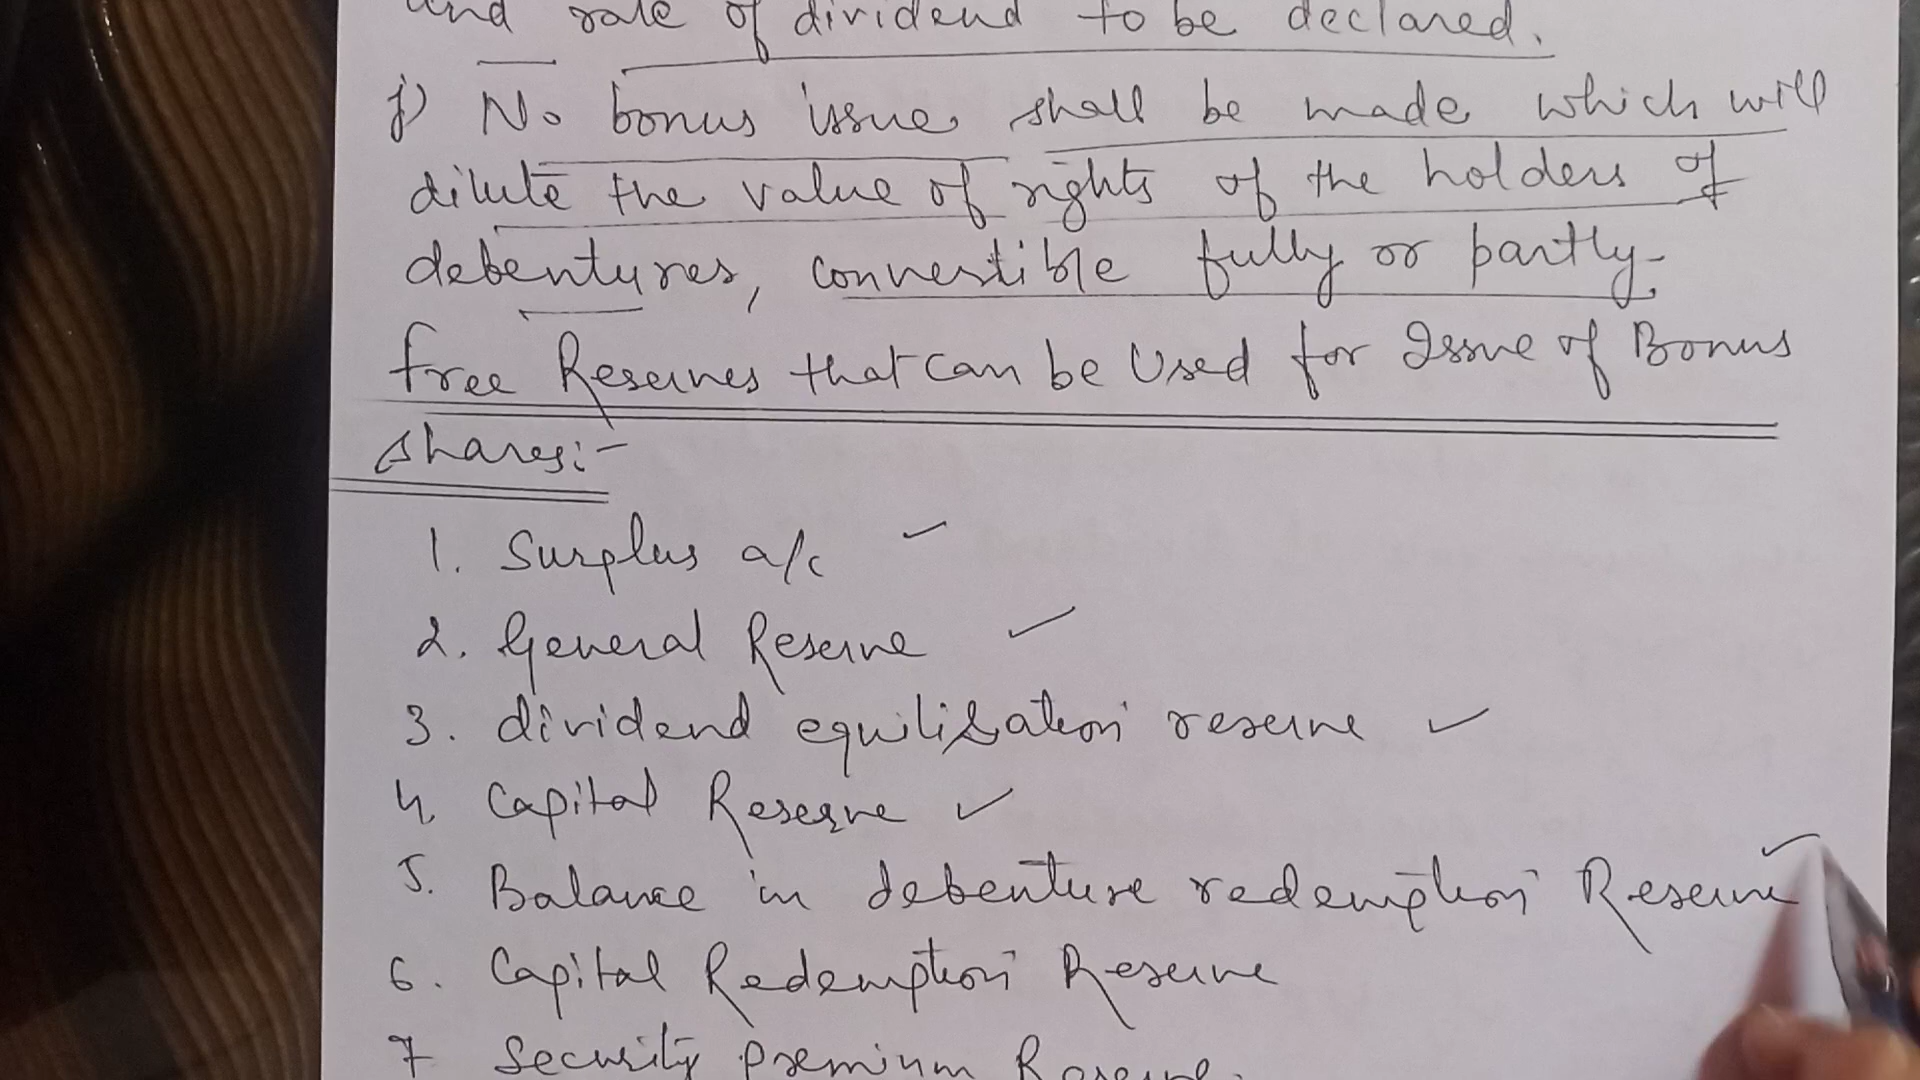 and rate of dividend to be declared.
j) No bonus issue shall be made which will
dilute the value of rights of the holders of
debentures, convertible fully or partly.
Free Reserves that can be Used for Issue of Bonus
Shares:-
1. Surplus a/c ✓
2. General Reserve ✓
3. dividend equilisation reserve ✓
4. Capital Reserve ✓
5. Balance in debenture redemption Reserve ✓
6. Capital Redemption Reserve
7 Security premium Reserve.